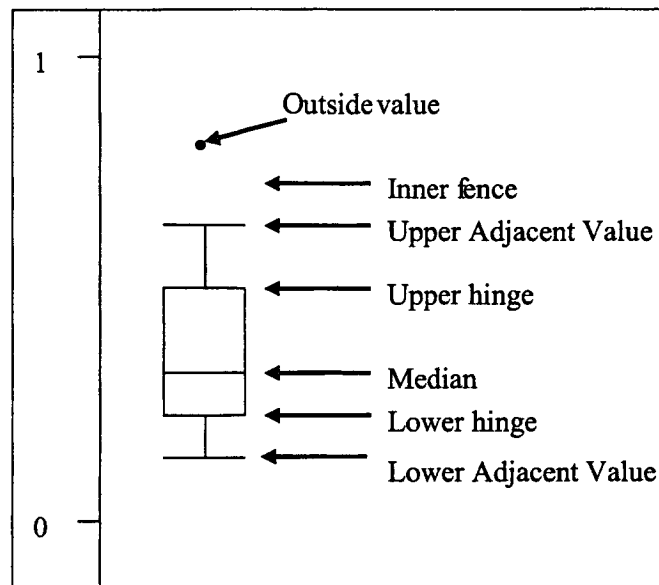 1
Outside value
Inner fence
Upper Adjacent Value
Upper hinge
Median
Lower hinge
Lower Adjacent Value
0